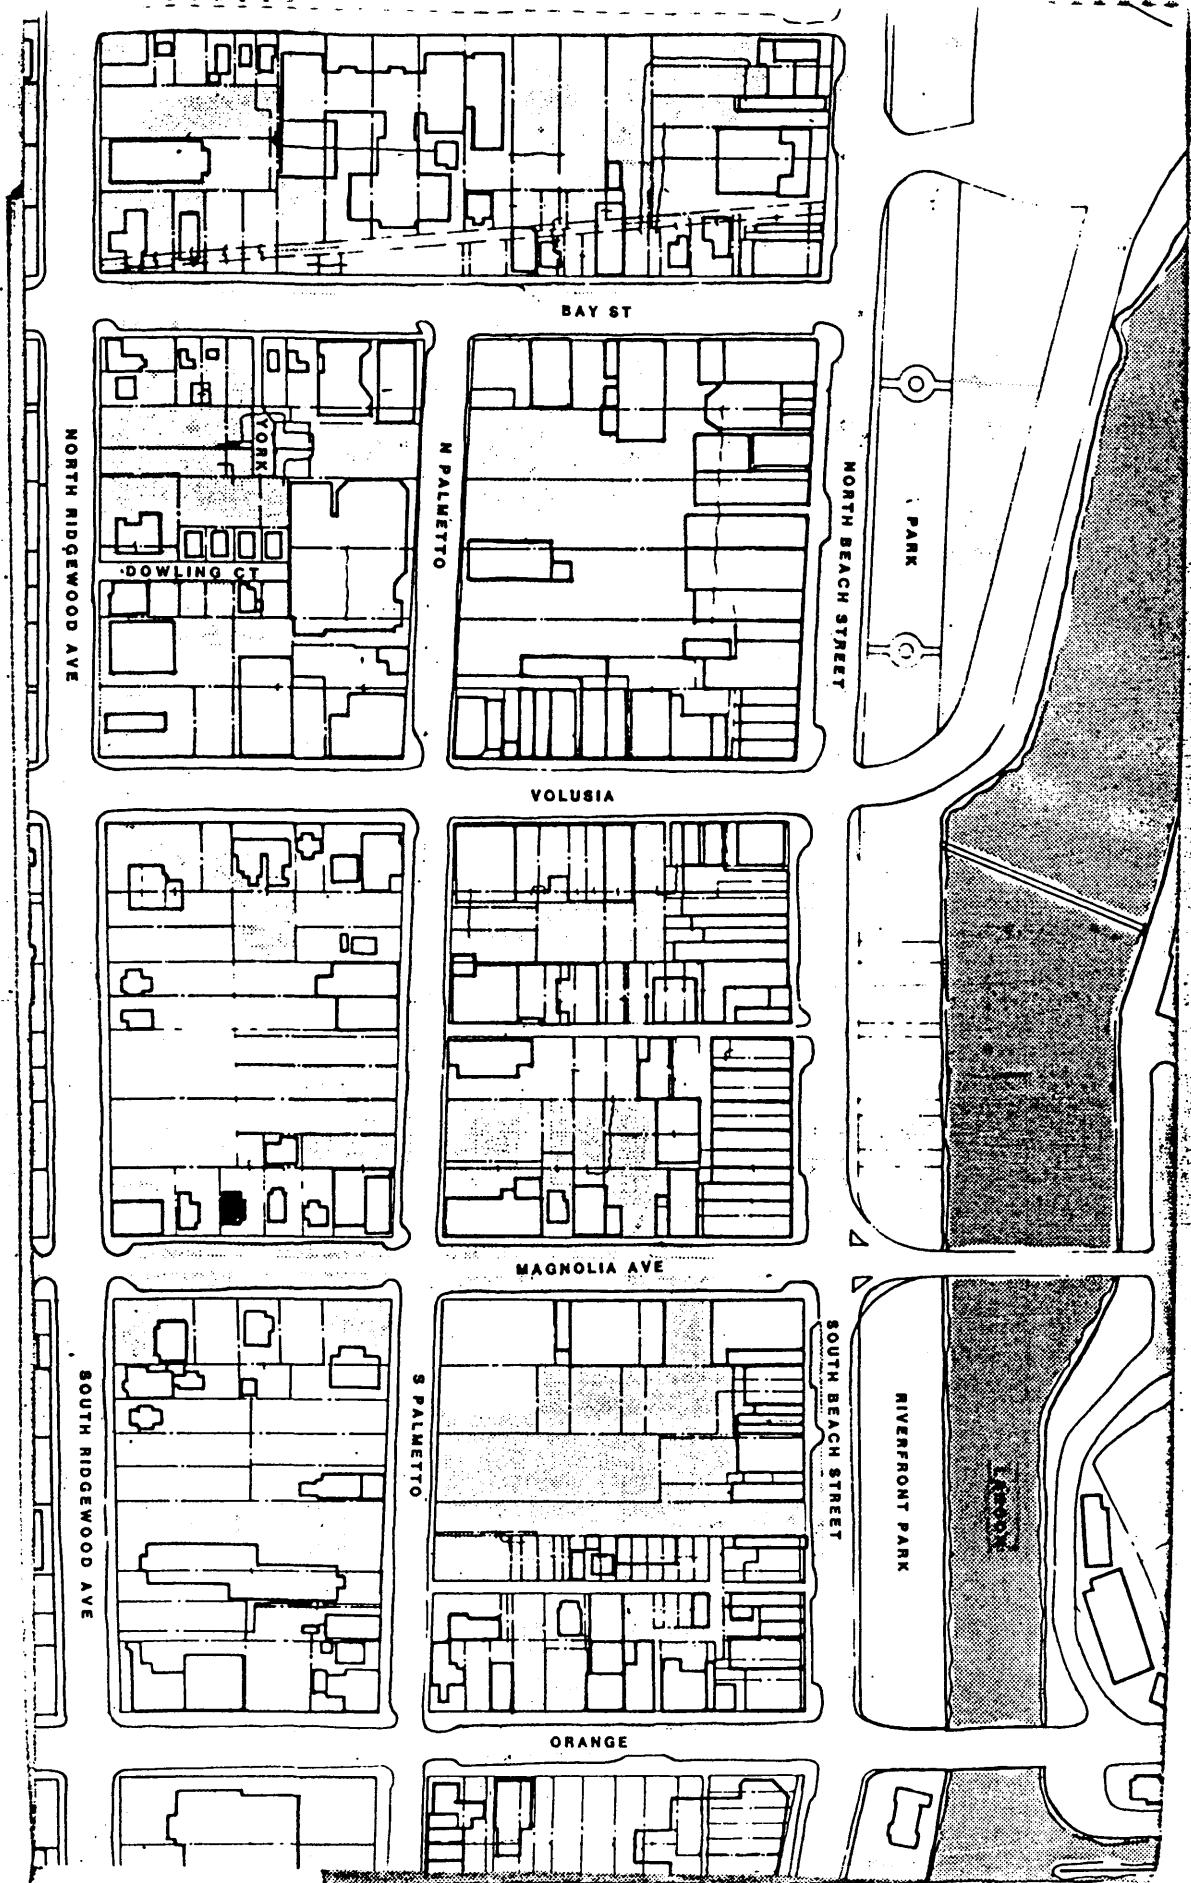 BAY ST
NORTH RIDGEWOOD AVE
YORK
N PALMETTO
NORTH BEACH STREET
PARK
DOWLING CT
VOLUSIA
MAGNOLIA AVE
SOUTH RIDGEWOOD AVE
S PALMETTO
SOUTH BEACH STREET
RIVERFRONT PARK
LAGOON
ORANGE